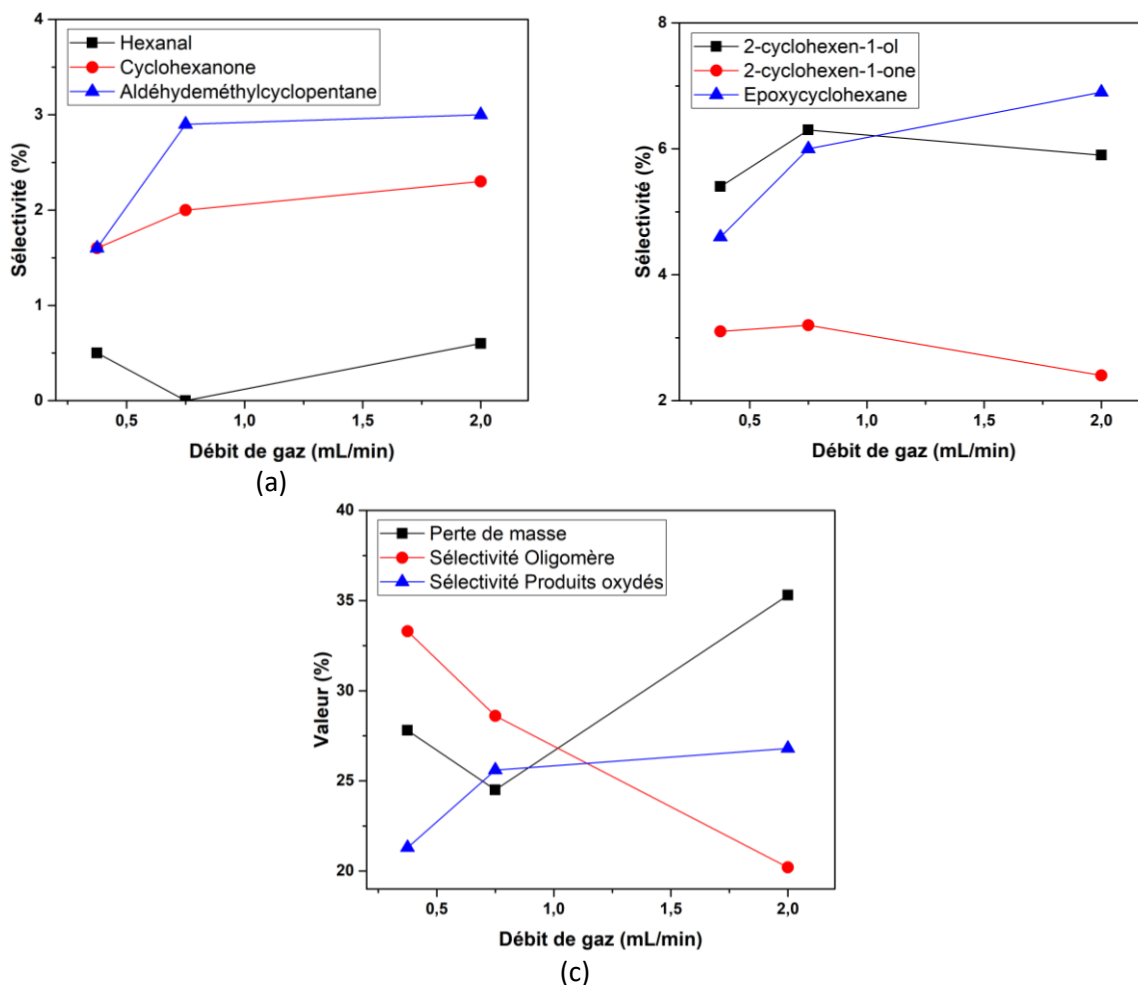 4
3
2
1
0
Sélectivité (%)
Hexanal
Cyclohexanone
Aldéhydeméthylcyclopentane
0,5 1,0 1,5 2,0
Débit de gaz (mL/min)
(a)
8
6
4
2
Sélectivité (%)
2-cyclohexen-1-ol
2-cyclohexen-1-one
Epoxycyclohexane
0,5 1,0 1,5 2,0
Débit de gaz (mL/min)
40
35
30
25
20
Valeur (%)
Perte de masse
Sélectivité Oligomère
Sélectivité Produits oxydés
0,5 1,0 1,5 2,0
Débit de gaz (mL/min)
(c)